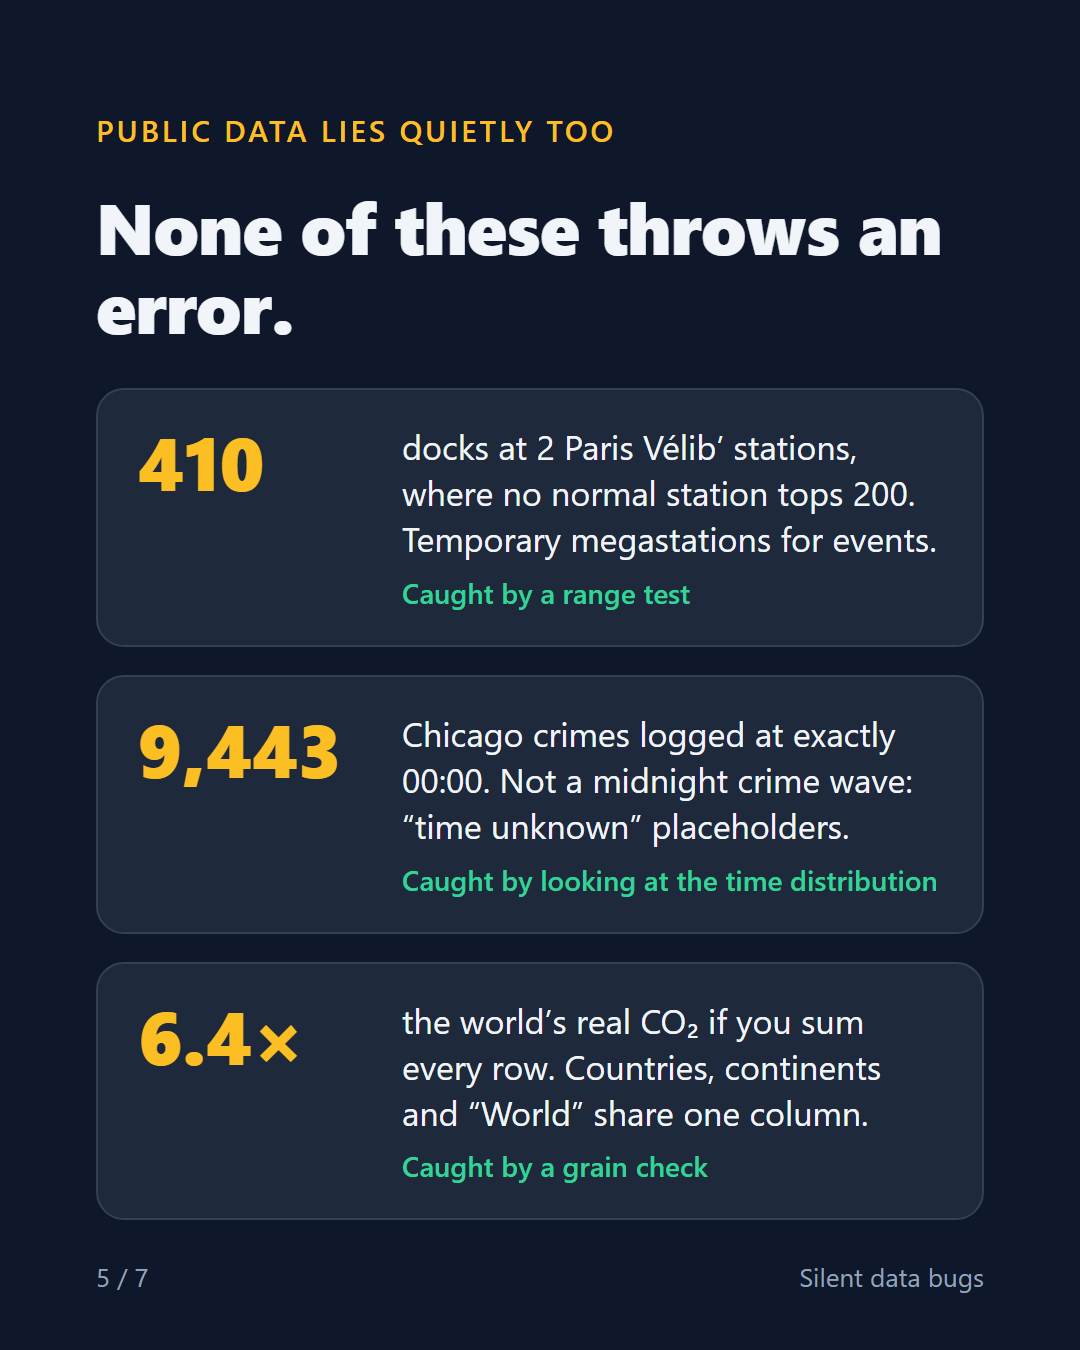 PUBLIC DATA LIES QUIETLY TOO
None of these throws an
error.
410
docks at 2 Paris Vélib’ stations,
where no normal station tops 200.
Temporary megastations for events.
Caught by a range test
9,443
Chicago crimes logged at exactly
00:00. Not a midnight crime wave:
“time unknown” placeholders.
Caught by looking at the time distribution
6.4×
the world’s real CO₂ if you sum
every row. Countries, continents
and “World” share one column.
Caught by a grain check
5 / 7
Silent data bugs